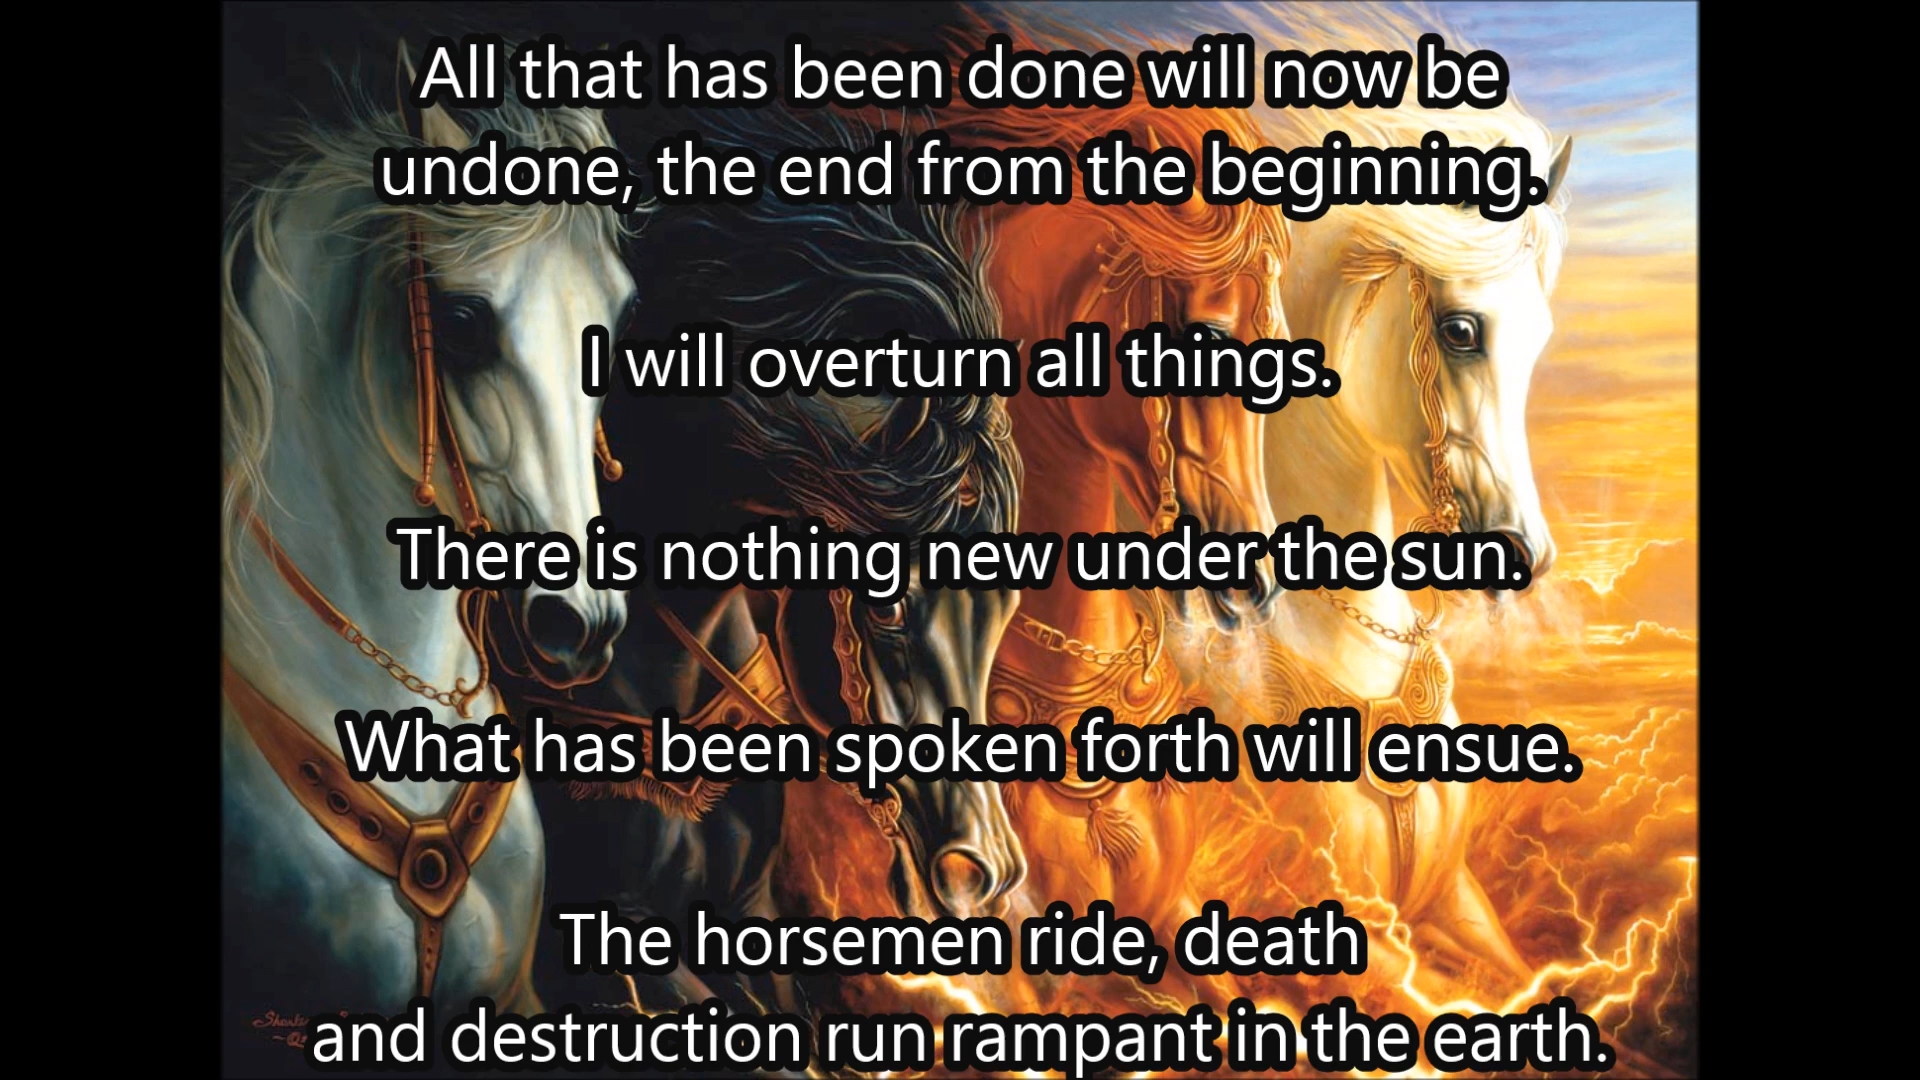 All that has been done will now be
undone, the end from the beginning.
I will overturn all things.
There is nothing new under the sun.
What has been spoken forth will ensue.
The horsemen ride, death
and destruction run rampant in the earth.